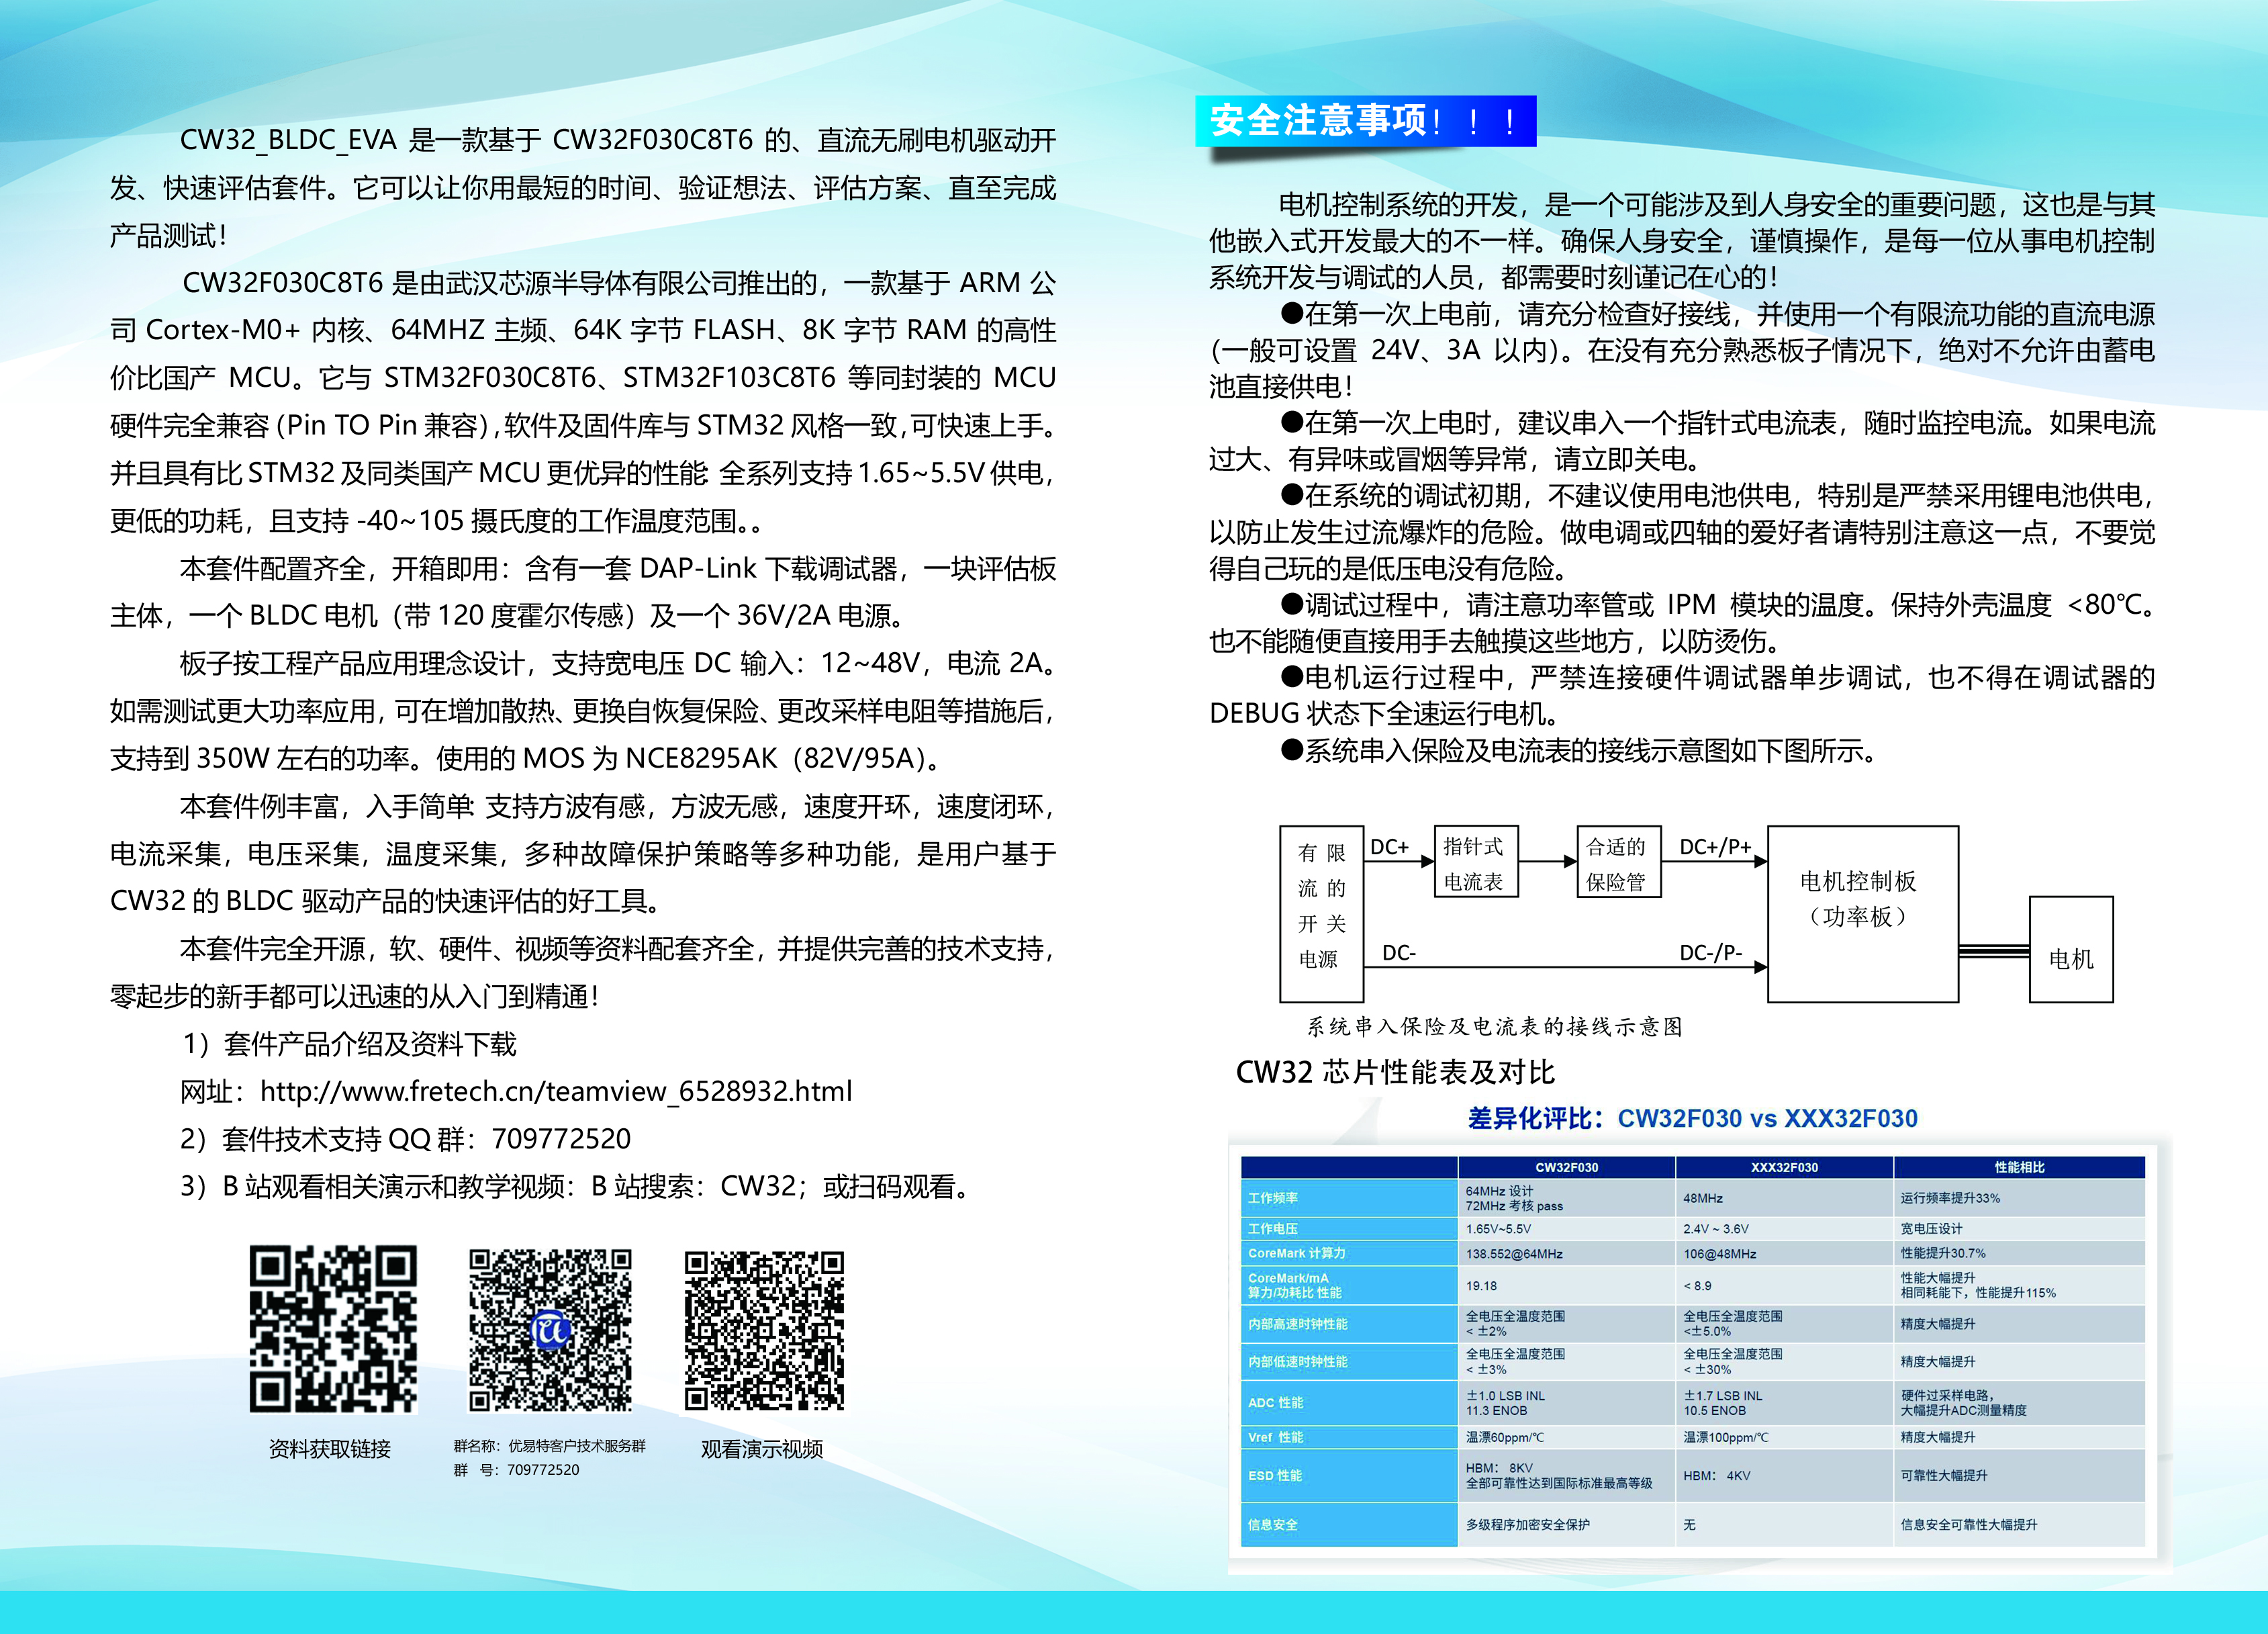 CW32_BLDC_EVA 是一款基于 CW32F030C8T6 的、直流无刷电机驱动开
发、快速评估套件。它可以让你用最短的时间、验证想法、评估方案、直至完成
产品测试！
CW32F030C8T6 是由武汉芯源半导体有限公司推出的，一款基于 ARM 公
司 Cortex-M0+ 内核、64MHZ 主频、64K 字节 FLASH、8K 字节 RAM 的高性
价比国产 MCU。它与 STM32F030C8T6、STM32F103C8T6 等同封装的 MCU
硬件完全兼容（Pin TO Pin 兼容），软件及固件库与 STM32 风格一致，可快速上手。
并且具有比 STM32 及同类国产 MCU 更优异的性能：全系列支持 1.65~5.5V 供电，
更低的功耗，且支持 -40~105 摄氏度的工作温度范围。。
本套件配置齐全，开箱即用：含有一套 DAP-Link 下载调试器，一块评估板
主体，一个 BLDC 电机（带 120 度霍尔传感）及一个 36V/2A 电源。
板子按工程产品应用理念设计，支持宽电压 DC 输入：12~48V，电流 2A。
如需测试更大功率应用，可在增加散热、更换自恢复保险、更改采样电阻等措施后，
支持到 350W 左右的功率。使用的 MOS 为 NCE8295AK（82V/95A）。
本套件例丰富，入手简单：支持方波有感，方波无感，速度开环，速度闭环，
电流采集，电压采集，温度采集，多种故障保护策略等多种功能，是用户基于
CW32 的 BLDC 驱动产品的快速评估的好工具。
本套件完全开源，软、硬件、视频等资料配套齐全，并提供完善的技术支持，
零起步的新手都可以迅速的从入门到精通！
1）套件产品介绍及资料下载
网址：http://www.fretech.cn/teamview_6528932.html
2）套件技术支持 QQ 群：709772520
3）B 站观看相关演示和教学视频：B 站搜索：CW32；或扫码观看。
资料获取链接
群名称：优易特客户技术服务群
群 号：709772520
观看演示视频
安全注意事项！！！
电机控制系统的开发，是一个可能涉及到人身安全的重要问题，这也是与其
他嵌入式开发最大的不一样。确保人身安全，谨慎操作，是每一位从事电机控制
系统开发与调试的人员，都需要时刻谨记在心的！
●在第一次上电前，请充分检查好接线，并使用一个有限流功能的直流电源
（一般可设置 24V、3A 以内）。在没有充分熟悉板子情况下，绝对不允许由蓄电
池直接供电！
●在第一次上电时，建议串入一个指针式电流表，随时监控电流。如果电流
过大、有异味或冒烟等异常，请立即关电。
●在系统的调试初期，不建议使用电池供电，特别是严禁采用锂电池供电，
以防止发生过流爆炸的危险。做电调或四轴的爱好者请特别注意这一点，不要觉
得自己玩的是低压电没有危险。
●调试过程中，请注意功率管或 IPM 模块的温度。保持外壳温度 <80℃。
也不能随便直接用手去触摸这些地方，以防烫伤。
●电机运行过程中，严禁连接硬件调试器单步调试，也不得在调试器的
DEBUG 状态下全速运行电机。
●系统串入保险及电流表的接线示意图如下图所示。
有 限
流 的
开 关
电源
DC+
指针式
电流表
合适的
保险管
DC+/P+
DC-
DC-/P-
电机控制板
（功率板）
电机
系统串入保险及电流表的接线示意图
CW32 芯片性能表及对比
差异化评比：CW32F030 vs XXX32F030
CW32F030 XXX32F030 性能相比
工作频率
64MHz 设计
72MHz 考核 pass
48MHz
运行频率提升33%
工作电压 1.65V~5.5V 2.4V ~ 3.6V 宽电压设计
CoreMark 计算力 138.552@64MHz 106@48MHz 性能提升30.7%
CoreMark/mA
算力/功耗比 性能
19.18
< 8.9
性能大幅提升
相同耗能下，性能提升115%
内部高速时钟性能
全电压全温度范围
< ±2%
全电压全温度范围
<±5.0%
精度大幅提升
内部低速时钟性能
全电压全温度范围
< ±3%
全电压全温度范围
< ±30%
精度大幅提升
ADC 性能
±1.0 LSB INL
11.3 ENOB
±1.7 LSB INL
10.5 ENOB
硬件过采样电路，
大幅提升ADC测量精度
Vref 性能 温漂60ppm/℃ 温漂100ppm/℃ 精度大幅提升
ESD 性能
HBM： 8KV
全部可靠性达到国际标准最高等级
HBM： 4KV
可靠性大幅提升
信息安全 多级程序加密安全保护 无 信息安全可靠性大幅提升